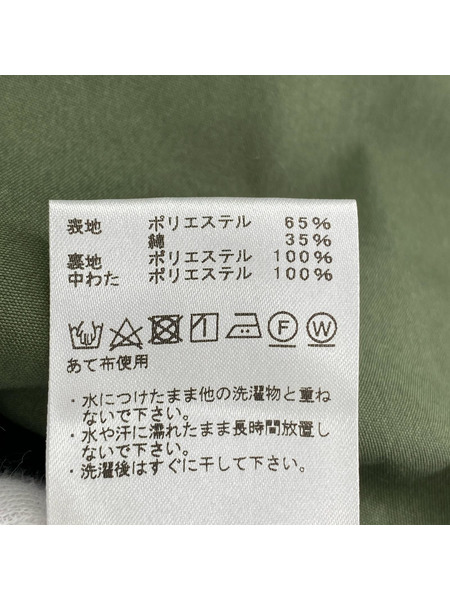 表地 ポリエステル 65%
綿 35%
裏地 ポリエステル 100%
中わた ポリエステル 100%
F W
あて布使用
・水につけたまま他の洗濯物と重ね
ないで下さい。
・水や汗に濡れたまま長時間放置し
ないで下さい。
・洗濯後はすぐに干して下さい。